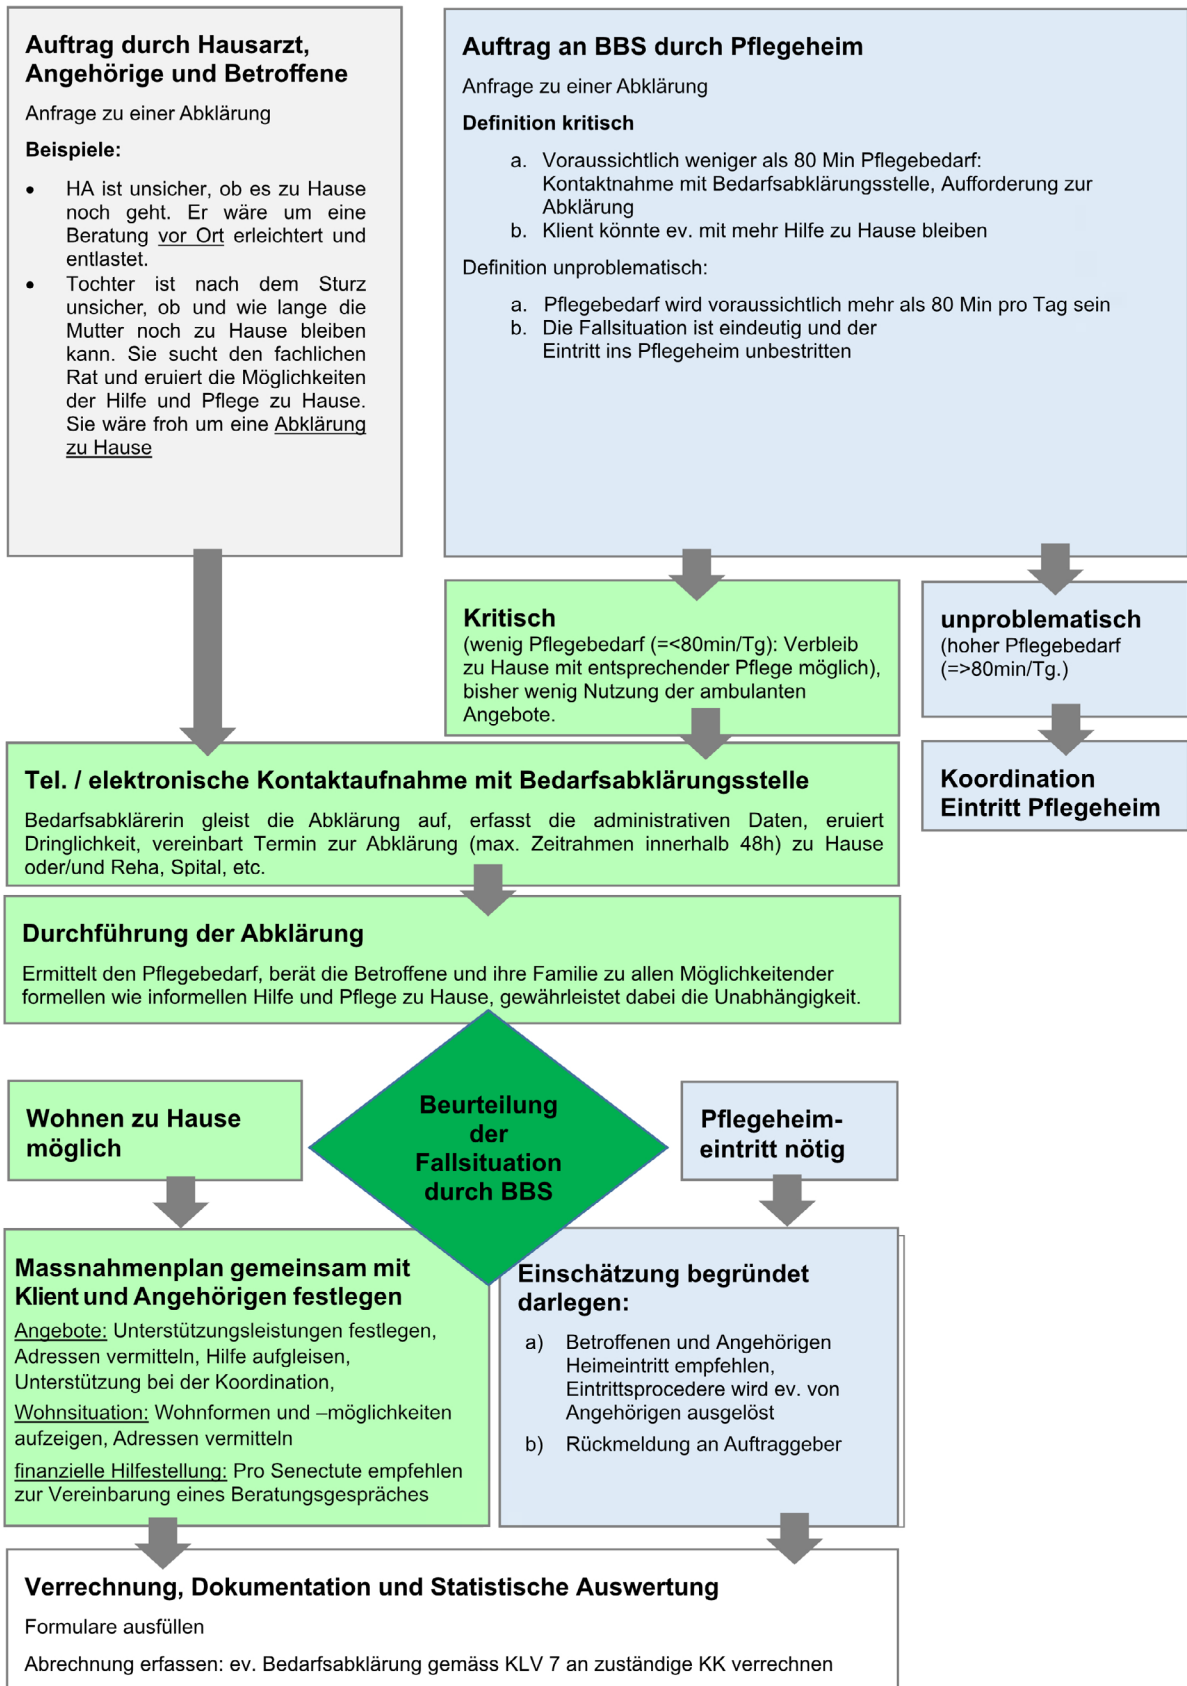 Auftrag durch Hausarzt,
Angehörige und Betroffene
Anfrage zu einer Abklärung
Beispiele:
• HA ist unsicher, ob es zu Hause
noch geht. Er wäre um eine
Beratung vor Ort erleichtert und
entlastet.
• Tochter ist nach dem Sturz
unsicher, ob und wie lange die
Mutter noch zu Hause bleiben
kann. Sie sucht den fachlichen
Rat und eruiert die Möglichkeiten
der Hilfe und Pflege zu Hause.
Sie wäre froh um eine Abklärung
zu Hause
Auftrag an BBS durch Pflegeheim
Anfrage zu einer Abklärung
Definition kritisch
a. Voraussichtlich weniger als 80 Min Pflegebedarf:
Kontaktnahme mit Bedarfsabklärungsstelle, Aufforderung zur
Abklärung
b. Klient könnte ev. mit mehr Hilfe zu Hause bleiben
Definition unproblematisch:
a. Pflegebedarf wird voraussichtlich mehr als 80 Min pro Tag sein
b. Die Fallsituation ist eindeutig und der
Eintritt ins Pflegeheim unbestritten
Kritisch
(wenig Pflegebedarf (=<80min/Tg): Verbleib
zu Hause mit entsprechender Pflege möglich),
bisher wenig Nutzung der ambulanten
Angebote.
unproblematisch
(hoher Pflegebedarf
(=>80min/Tg.)
Tel. / elektronische Kontaktaufnahme mit Bedarfsabklärungsstelle
Bedarfsabklärerin gleist die Abklärung auf, erfasst die administrativen Daten, eruiert
Dringlichkeit, vereinbart Termin zur Abklärung (max. Zeitrahmen innerhalb 48h) zu Hause
oder/und Reha, Spital, etc.
Koordination
Eintritt Pflegeheim
Durchführung der Abklärung
Ermittelt den Pflegebedarf, berät die Betroffene und ihre Familie zu allen Möglichkeitender
formellen wie informellen Hilfe und Pflege zu Hause, gewährleistet dabei die Unabhängigkeit.
Wohnen zu Hause
möglich
Beurteilung
der
Fallsituation
durch BBS
Pflegeheim-
eintritt nötig
Massnahmenplan gemeinsam mit
Klient und Angehörigen festlegen
Angebote: Unterstützungsleistungen festlegen,
Adressen vermitteln, Hilfe aufgleisen,
Unterstützung bei der Koordination,
Wohnsituation: Wohnformen und –möglichkeiten
aufzeigen, Adressen vermitteln
finanzielle Hilfestellung: Pro Senectute empfehlen
zur Vereinbarung eines Beratungsgespräches
Einschätzung begründet
darlegen:
a) Betroffenen und Angehörigen
Heimeintritt empfehlen,
Eintrittsprocedere wird ev. von
Angehörigen ausgelöst
b) Rückmeldung an Auftraggeber
Verrechnung, Dokumentation und Statistische Auswertung
Formulare ausfüllen
Abrechnung erfassen: ev. Bedarfsabklärung gemäss KLV 7 an zuständige KK verrechnen